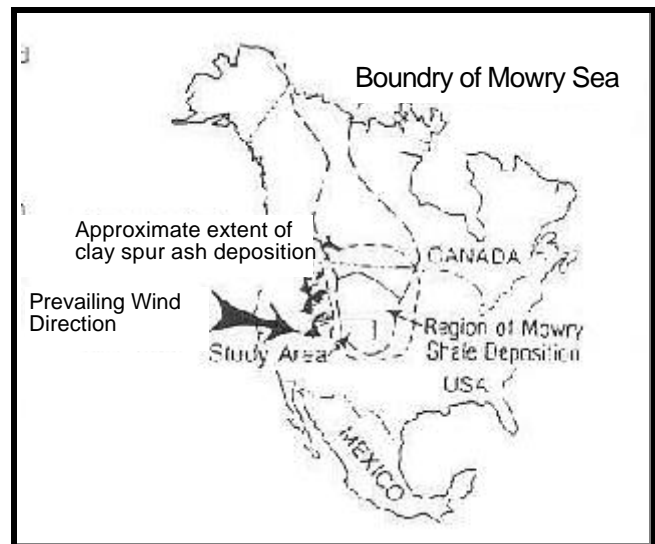 Boundry of Mowry Sea
Approximate extent of
clay spur ash deposition
CANADA
Prevailing Wind
Direction
Region of Mowry
Shale Deposition
Study Area
USA
MEXICO